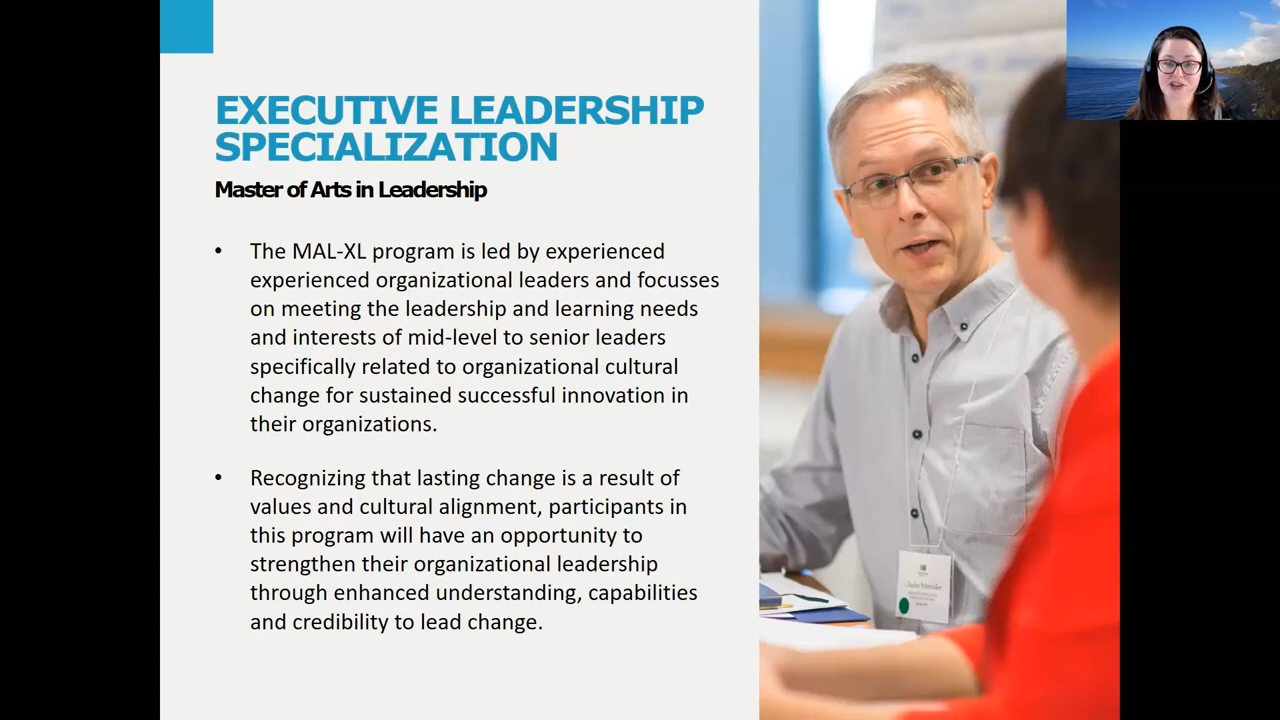 EXECUTIVE LEADERSHIP
SPECIALIZATION
Master of Arts in Leadership
• The MAL-XL program is led by experienced
experienced organizational leaders and focusses
on meeting the leadership and learning needs
and interests of mid-level to senior leaders
specifically related to organizational cultural
change for sustained successful innovation in
their organizations.
• Recognizing that lasting change is a result of
values and cultural alignment, participants in
this program will have an opportunity to
strengthen their organizational leadership
through enhanced understanding, capabilities
and credibility to lead change.
Schneider